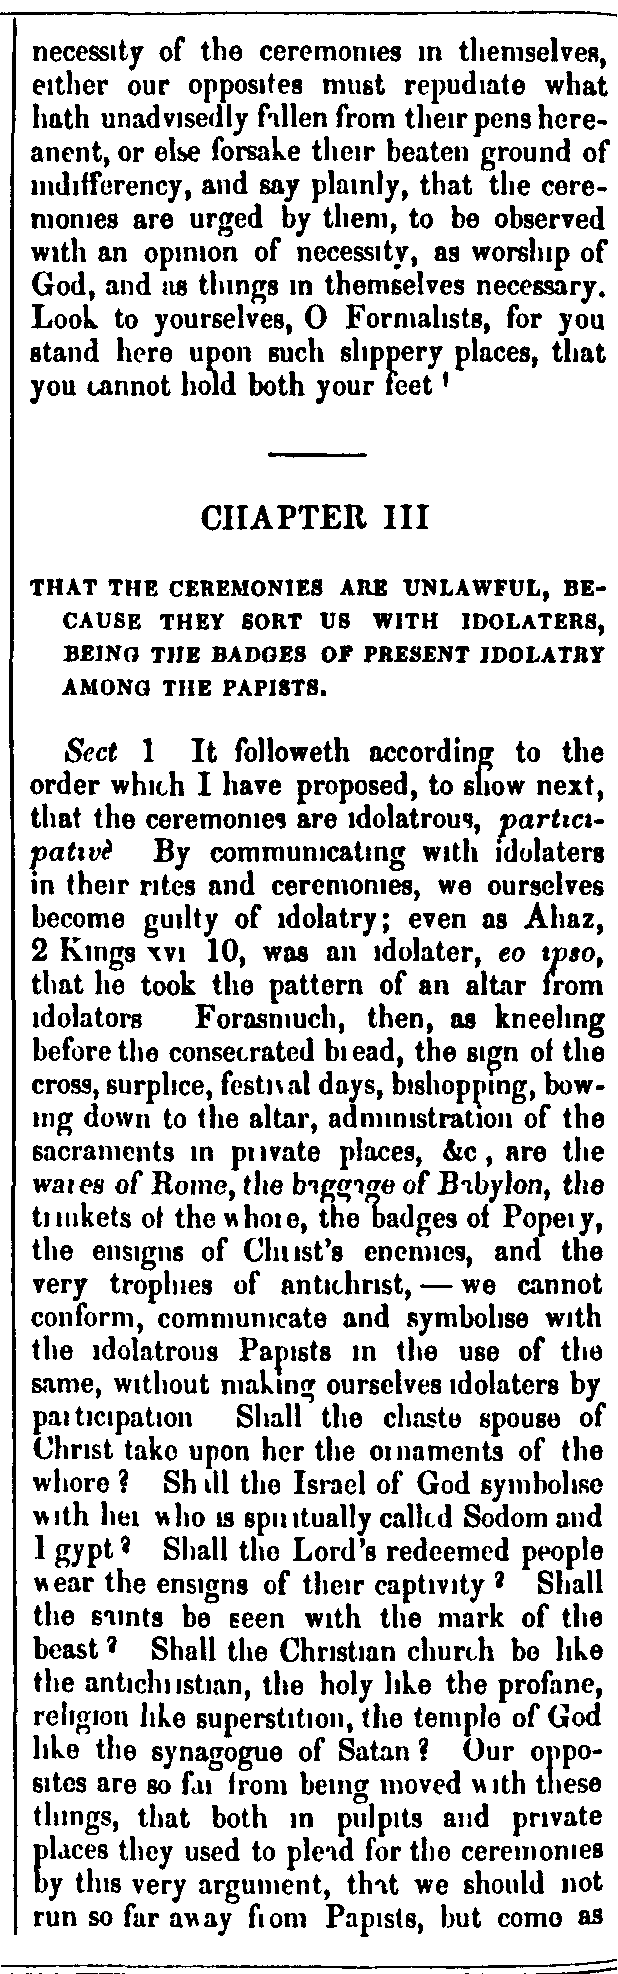 necessity of the ceremonies in themselves,
either our opposites must repudiate what
hath unadvisedly fallen from their pens here-
anent, or else forsake their beaten ground of
indifferency, and say plainly, that the cere-
monies are urged by them, to be observed
with an opinion of necessity, as worship of
God, and as things in themselves necessary.
Look to yourselves, O Formalists, for you
stand here upon such slippery places, that
you cannot hold both your feet !
CHAPTER III
THAT THE CEREMONIES ARE UNLAWFUL, BE-
CAUSE THEY SORT US WITH IDOLATERS,
BEING THE BADGES OF PRESENT IDOLATRY
AMONG THE PAPISTS.
Sect 1 It followeth according to the
order which I have proposed, to show next,
that the ceremonies are idolatrous, partici-
pativè By communicating with idolaters
in their rites and ceremonies, we ourselves
become guilty of idolatry; even as Ahaz,
2 Kings xvi 10, was an idolater, eo ipso,
that he took the pattern of an altar from
idolators Forasmuch, then, as kneeling
before the consecrated bread, the sign of the
cross, surplice, festival days, bishopping, bow-
ing down to the altar, administration of the
sacraments in private places, &c, are the
wares of Rome, the baggage of Babylon, the
trinkets of the whore, the badges of Popery,
the ensigns of Christ's enemies, and the
very trophies of antichrist, — we cannot
conform, communicate and symbolise with
the idolatrous Papists in the use of the
same, without making ourselves idolaters by
participation Shall the chaste spouse of
Christ take upon her the ornaments of the
whore? Shall the Israel of God symbolise
with her who is spiritually called Sodom and
Egypt? Shall the Lord's redeemed people
wear the ensigns of their captivity? Shall
the saints be seen with the mark of the
beast? Shall the Christian church be like
the antichristian, the holy like the profane,
religion like superstition, the temple of God
like the synagogue of Satan? Our oppo-
sites are so far from being moved with these
things, that both in pulpits and private
places they used to plead for the ceremonies
by this very argument, that we should not
run so far away from Papists, but come as